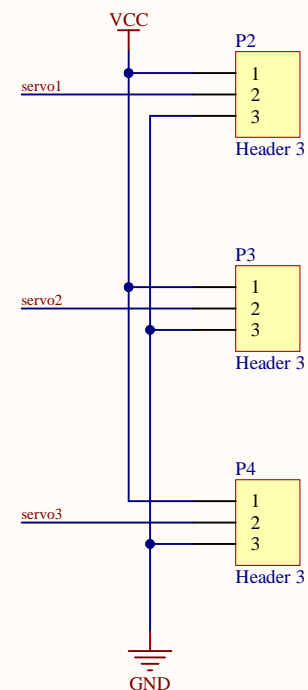 VCC
P2
servo1
1
2
3
Header 3
P3
servo2
1
2
3
Header 3
P4
servo3
1
2
3
Header 3
GND